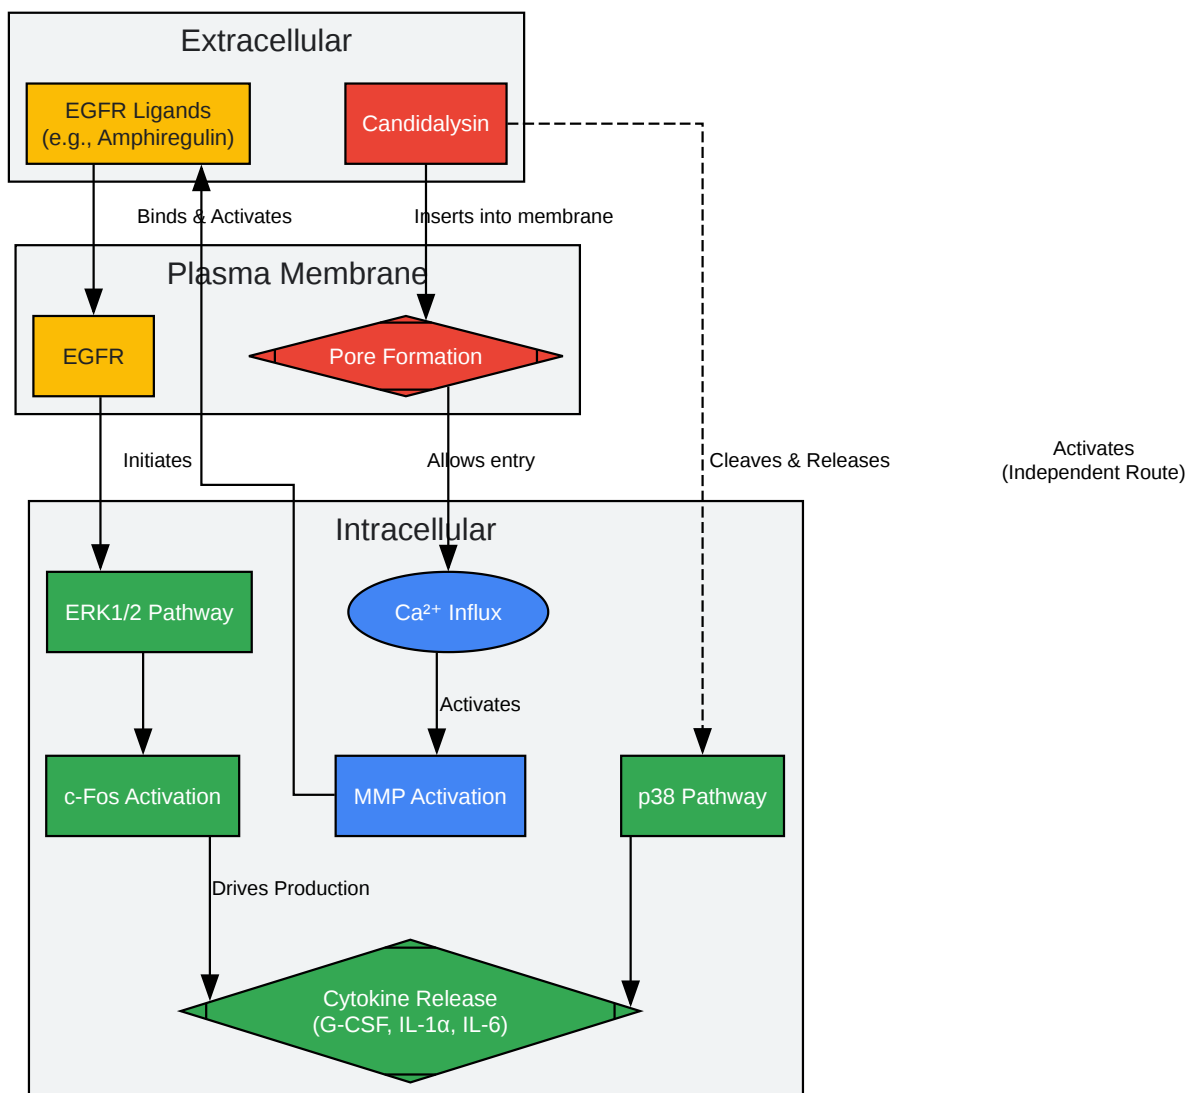 Extracellular
EGFR Ligands
(e.g., Amphiregulin)
Candidalysin
Binds & Activates
Inserts into membrane
Plasma Membrane
EGFR
Pore Formation
Initiates
Allows entry
Cleaves & Releases
Activates
(Independent Route)
Intracellular
ERK1/2 Pathway
Ca²⁺ Influx
Activates
c-Fos Activation
MMP Activation
p38 Pathway
Drives Production
Cytokine Release
(G-CSF, IL-1α, IL-6)